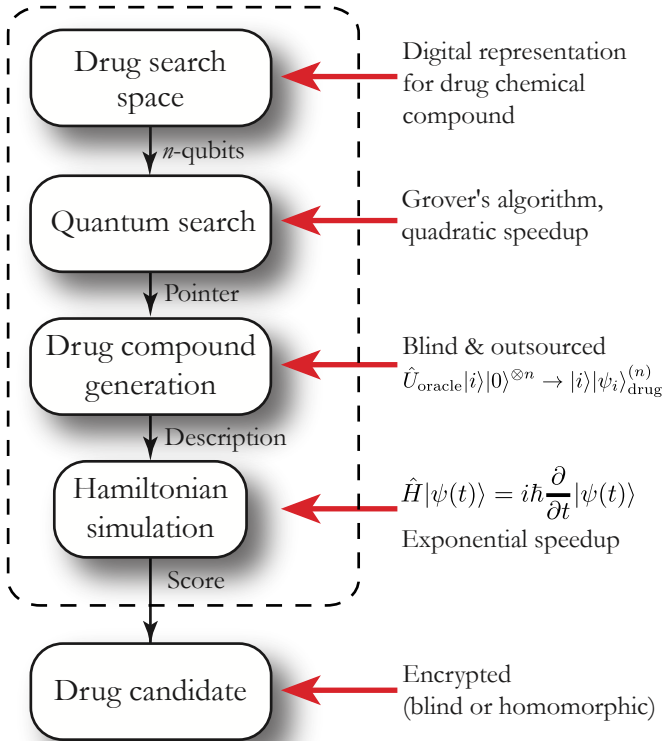 Drug search
space
Digital representation
for drug chemical
compound
n-qubits
Quantum search
Grover's algorithm,
quadratic speedup
Pointer
Drug compound
generation
Blind & outsourced
Û_oracle|i⟩|0⟩^{⊗n} → |i⟩|ψ_i⟩_drug^{(n)}
Description
Hamiltonian
simulation
Ĥ|ψ(t)⟩ = iℏ ∂/∂t |ψ(t)⟩
Exponential speedup
Score
Drug candidate
Encrypted
(blind or homomorphic)